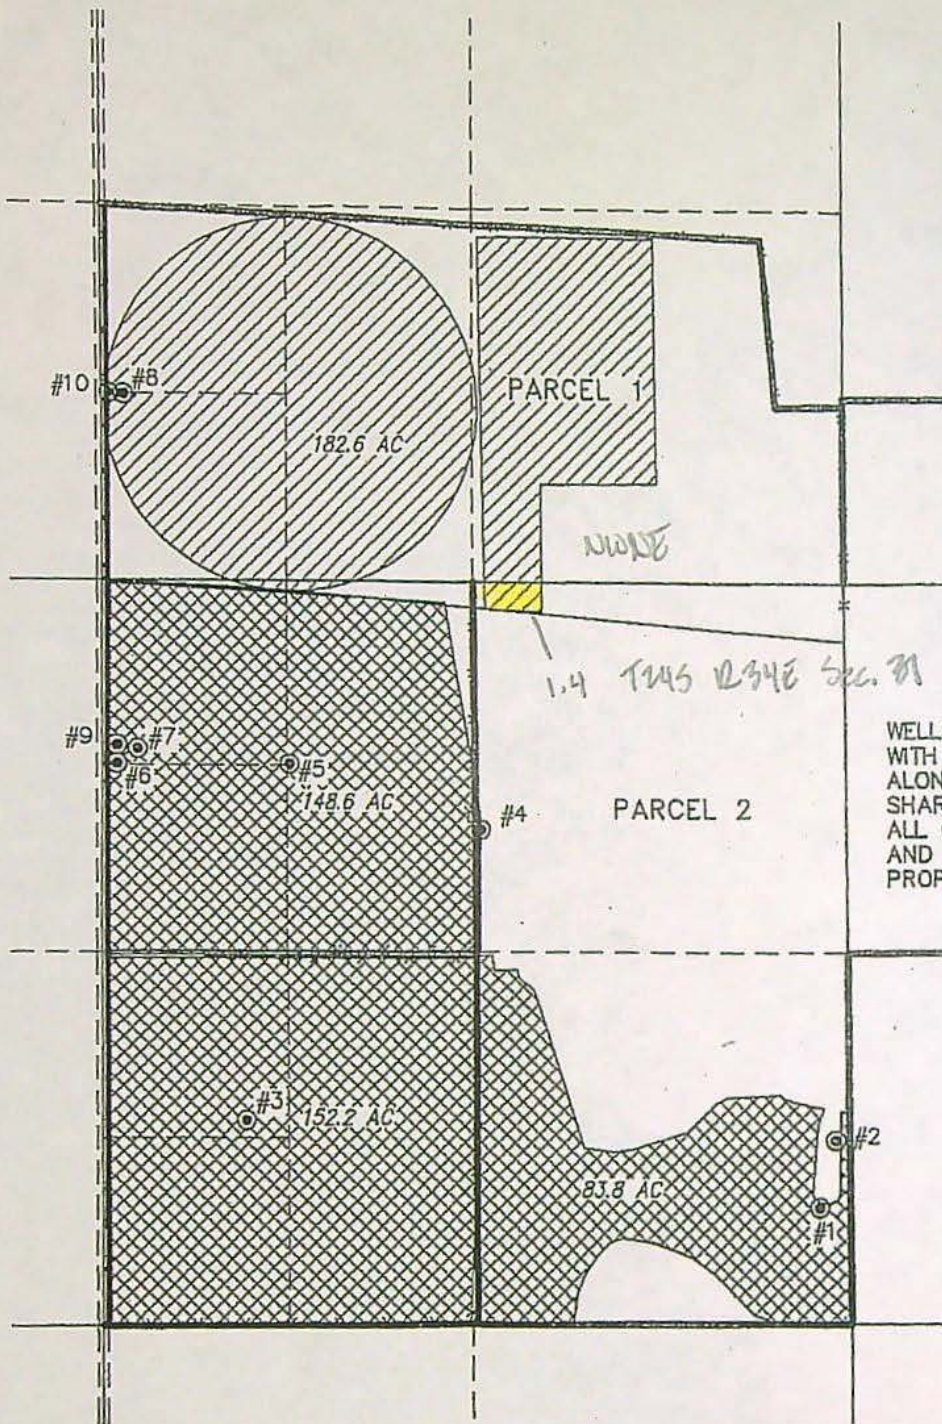 #10
#8
PARCEL 1
182.6 AC
NWNE
1.4 T24S R34E Sec. 31
#9
#7
#6
#5
148.6 AC
#4
PARCEL 2
WELL
WITH
ALON
SHAR
ALL
AND
PROP
#3
152.2 AC
#2
83.8 AC
#1